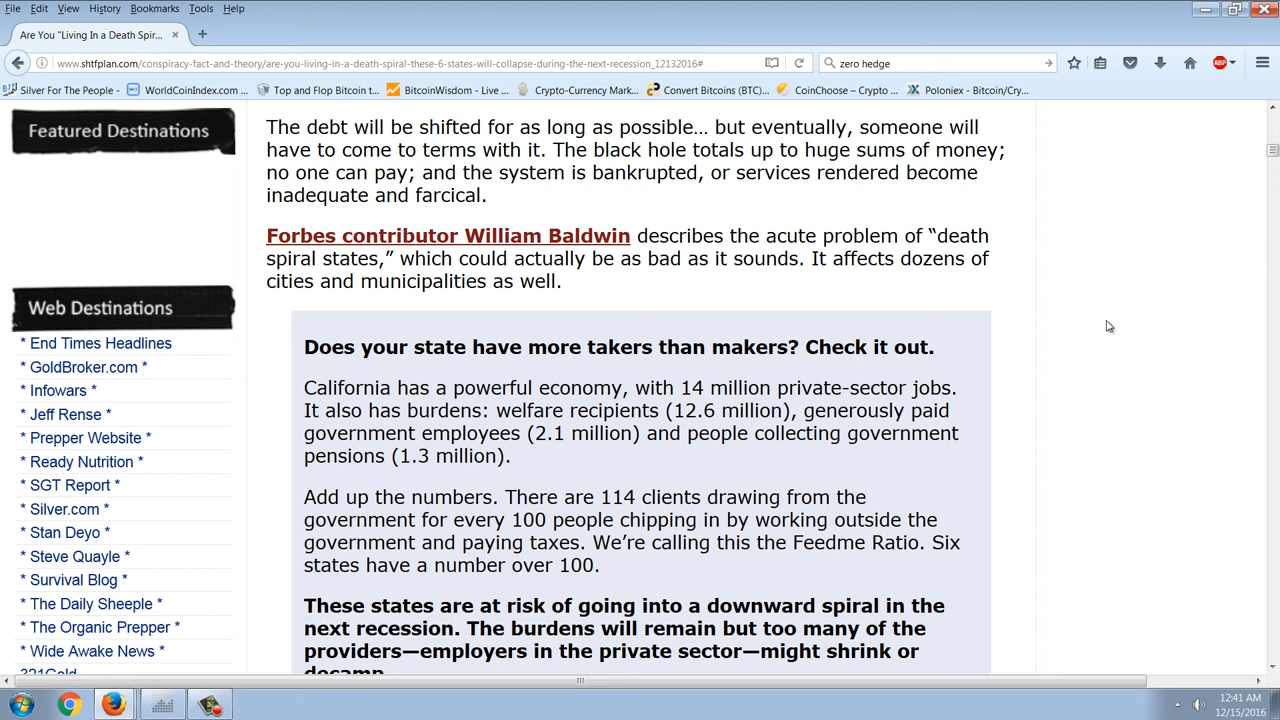 File Edit View History Bookmarks Tools Help
Are You "Living In a Death Spir...
www.shtfplan.com/conspiracy-fact-and-theory/are-you-living-in-a-death-spiral-these-6-states-will-collapse-during-the-next-recession_12132016#
zero hedge
ABP
Silver For The People - WorldCoinIndex.com ... Top and Flop Bitcoin t... BitcoinWisdom - Live ... Crypto-Currency Mark... Convert Bitcoins (BTC)... CoinChoose – Crypto ... Poloniex - Bitcoin/Cry...
Featured Destinations
Web Destinations
* End Times Headlines
* GoldBroker.com *
* Infowars *
* Jeff Rense *
* Prepper Website *
* Ready Nutrition *
* SGT Report *
* Silver.com *
* Stan Deyo *
* Steve Quayle *
* Survival Blog *
* The Daily Sheeple *
* The Organic Prepper *
* Wide Awake News *
321Gold
The debt will be shifted for as long as possible… but eventually, someone will
have to come to terms with it. The black hole totals up to huge sums of money;
no one can pay; and the system is bankrupted, or services rendered become
inadequate and farcical.
Forbes contributor William Baldwin describes the acute problem of “death
spiral states,” which could actually be as bad as it sounds. It affects dozens of
cities and municipalities as well.
Does your state have more takers than makers? Check it out.
California has a powerful economy, with 14 million private-sector jobs.
It also has burdens: welfare recipients (12.6 million), generously paid
government employees (2.1 million) and people collecting government
pensions (1.3 million).
Add up the numbers. There are 114 clients drawing from the
government for every 100 people chipping in by working outside the
government and paying taxes. We’re calling this the Feedme Ratio. Six
states have a number over 100.
These states are at risk of going into a downward spiral in the
next recession. The burdens will remain but too many of the
providers—employers in the private sector—might shrink or
decamp.
12:41 AM
12/15/2016